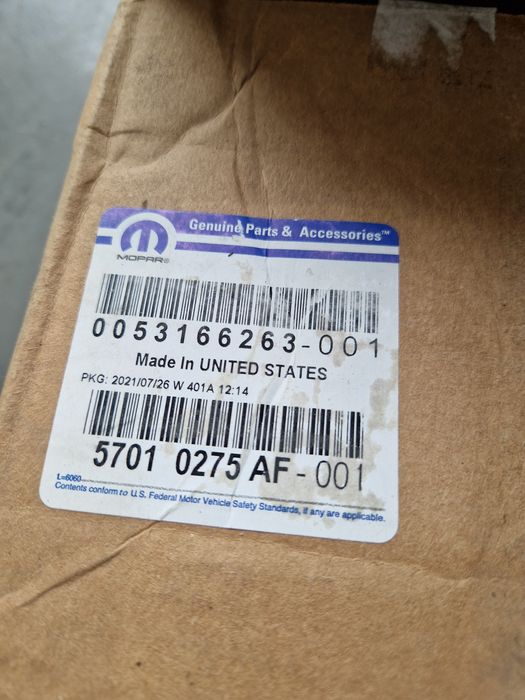 Genuine Parts & Accessories™
MOPAR®
0053166263-001
Made In UNITED STATES
PKG: 2021/07/26 W 401A 12:14
5701 0275 AF - 001
L=6060
Contents conform to U.S. Federal Motor Vehicle Safety Standards, if any are applicable.